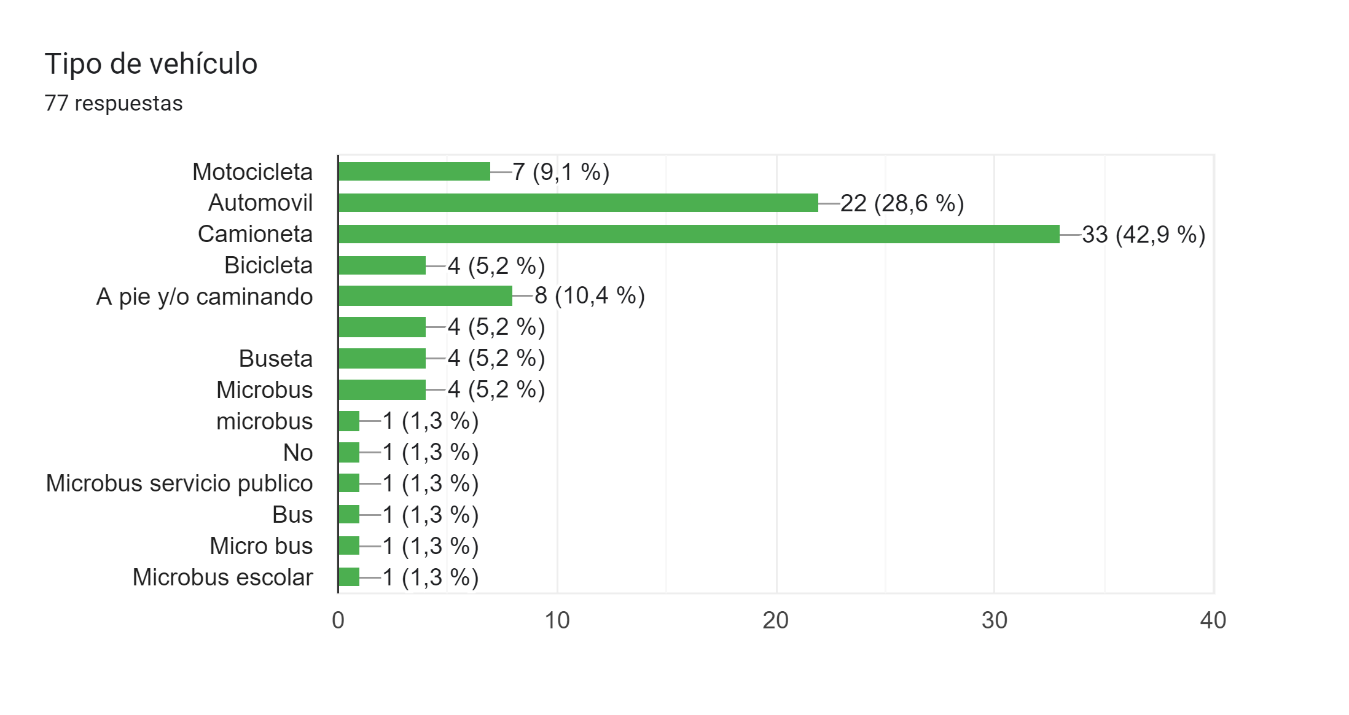 Tipo de vehículo
77 respuestas
Motocicleta 7 (9,1 %)
Automovil 22 (28,6 %)
Camioneta 33 (42,9 %)
Bicicleta 4 (5,2 %)
A pie y/o caminando 8 (10,4 %)
4 (5,2 %)
Buseta 4 (5,2 %)
Microbus 4 (5,2 %)
microbus 1 (1,3 %)
No 1 (1,3 %)
Microbus servicio publico 1 (1,3 %)
Bus 1 (1,3 %)
Micro bus 1 (1,3 %)
Microbus escolar 1 (1,3 %)
0 10 20 30 40